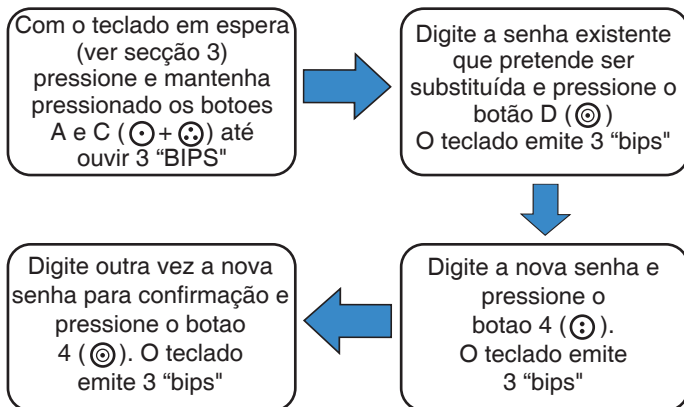 Com o teclado em espera
(ver secção 3)
pressione e mantenha
pressionado os botoes
A e C (⊙+) até
ouvir 3 “BIPS"
Digite a senha existente
que pretende ser
substituída e pressione o
botão D (◎)
O teclado emite 3 “bips"
Digite a nova senha e
pressione o
botao 4 ( ).
O teclado emite
3 ”bips"
Digite outra vez a nova
senha para confirmação e
pressione o botao
4 (◎). O teclado
emite 3 "bips”